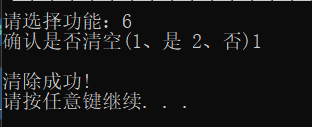 请选择功能：6
确认是否清空(1、是 2、否)1
清除成功!
请按任意键继续. . .